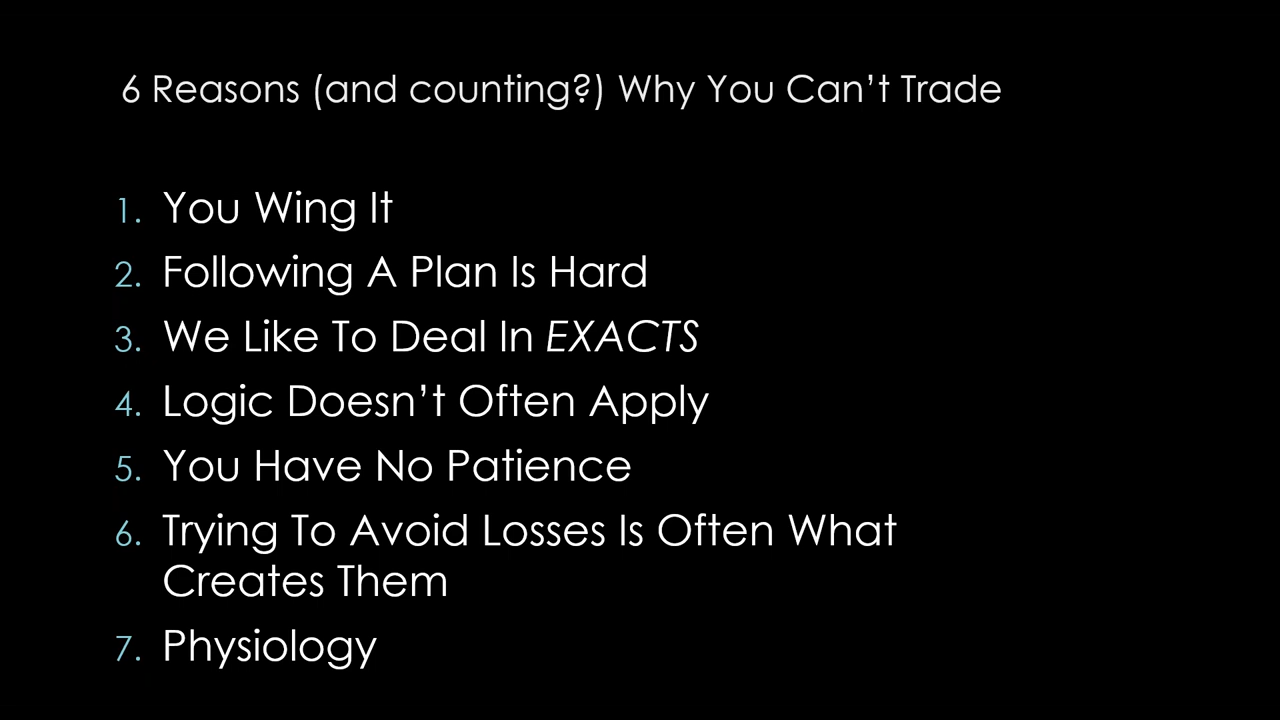 6 Reasons (and counting?) Why You Can’t Trade
1. You Wing It
2. Following A Plan Is Hard
3. We Like To Deal In EXACTS
4. Logic Doesn’t Often Apply
5. You Have No Patience
6. Trying To Avoid Losses Is Often What
Creates Them
7. Physiology